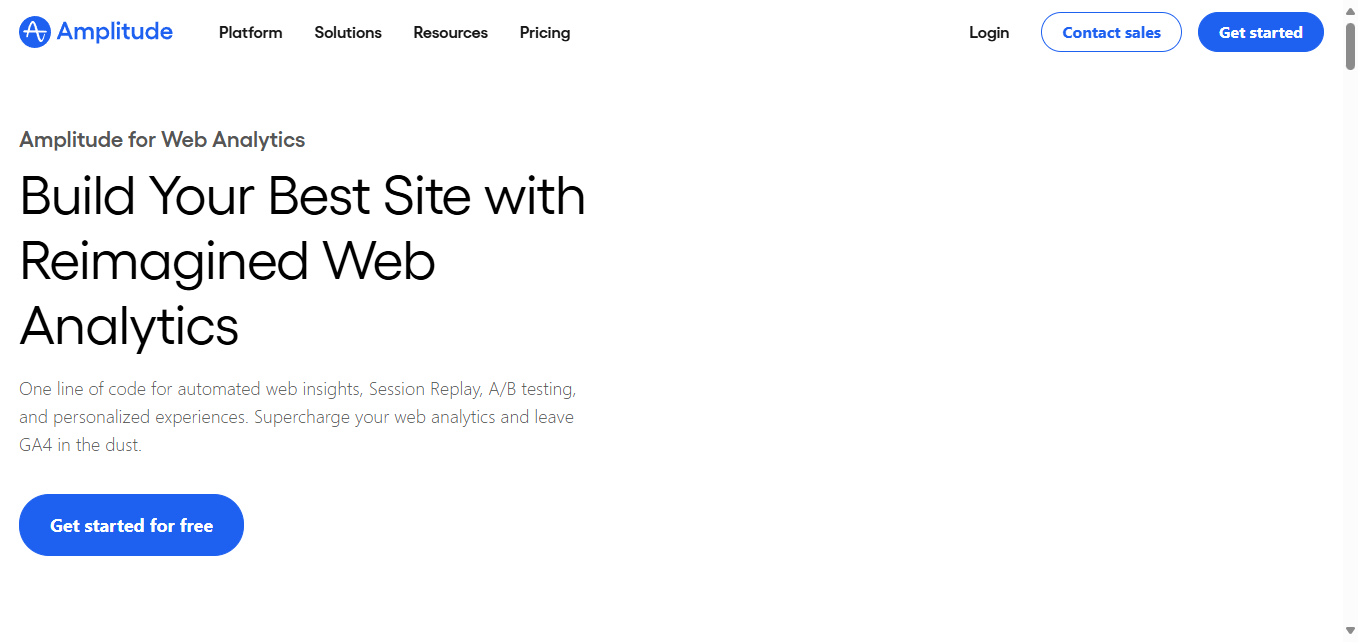 Amplitude
Platform
Solutions
Resources
Pricing
Login
Contact sales
Get started
Amplitude for Web Analytics
Build Your Best Site with
Reimagined Web
Analytics
One line of code for automated web insights, Session Replay, A/B testing,
and personalized experiences. Supercharge your web analytics and leave
GA4 in the dust.
Get started for free